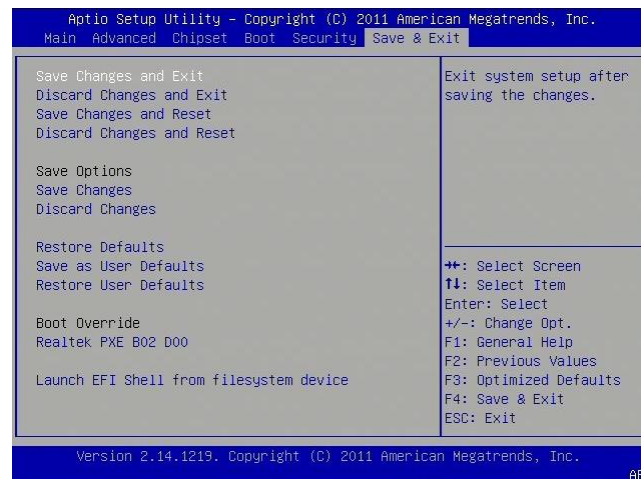 Aptio Setup Utility – Copyright (C) 2011 American Megatrends, Inc.
Main Advanced Chipset Boot Security Save & Exit
Save Changes and Exit
Discard Changes and Exit
Save Changes and Reset
Discard Changes and Reset
Save Options
Save Changes
Discard Changes
Restore Defaults
Save as User Defaults
Restore User Defaults
Boot Override
Realtek PXE B02 D00
Launch EFI Shell from filesystem device
Exit system setup after
saving the changes.
→←: Select Screen
↑↓: Select Item
Enter: Select
+/-: Change Opt.
F1: General Help
F2: Previous Values
F3: Optimized Defaults
F4: Save & Exit
ESC: Exit
Version 2.14.1219. Copyright (C) 2011 American Megatrends, Inc.